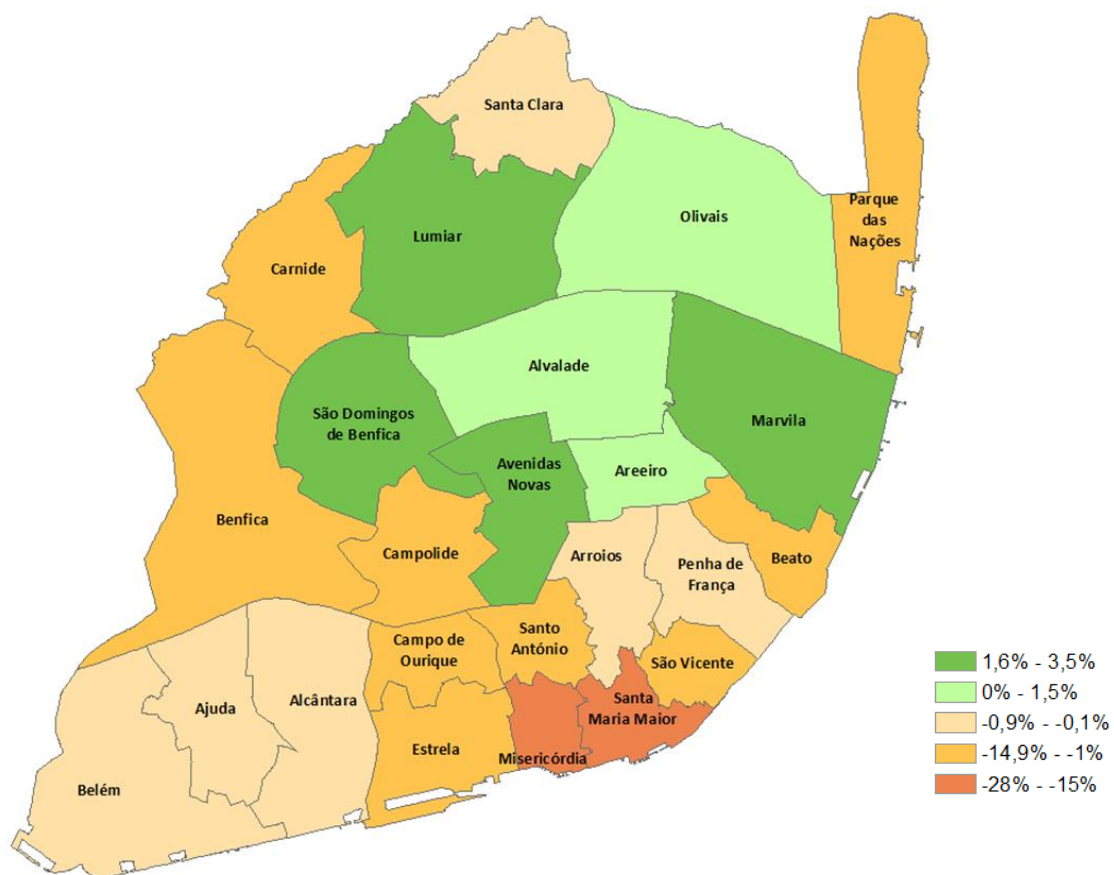 Santa Clara
Parque
das
Nações
Olivais
Lumiar
Carnide
Alvalade
São Domingos
de Benfica
Marvila
Avenidas
Novas
Areeiro
Benfica
Campolide
Arroios
Penha de
França
Beato
Santo
António
Campo de
Ourique
São Vicente
Santa
Maria Maior
Ajuda
Alcântara
Estrela
Misericórdia
Belém
1,6% - 3,5%
0% - 1,5%
-0,9% - -0,1%
-14,9% - -1%
-28% - -15%